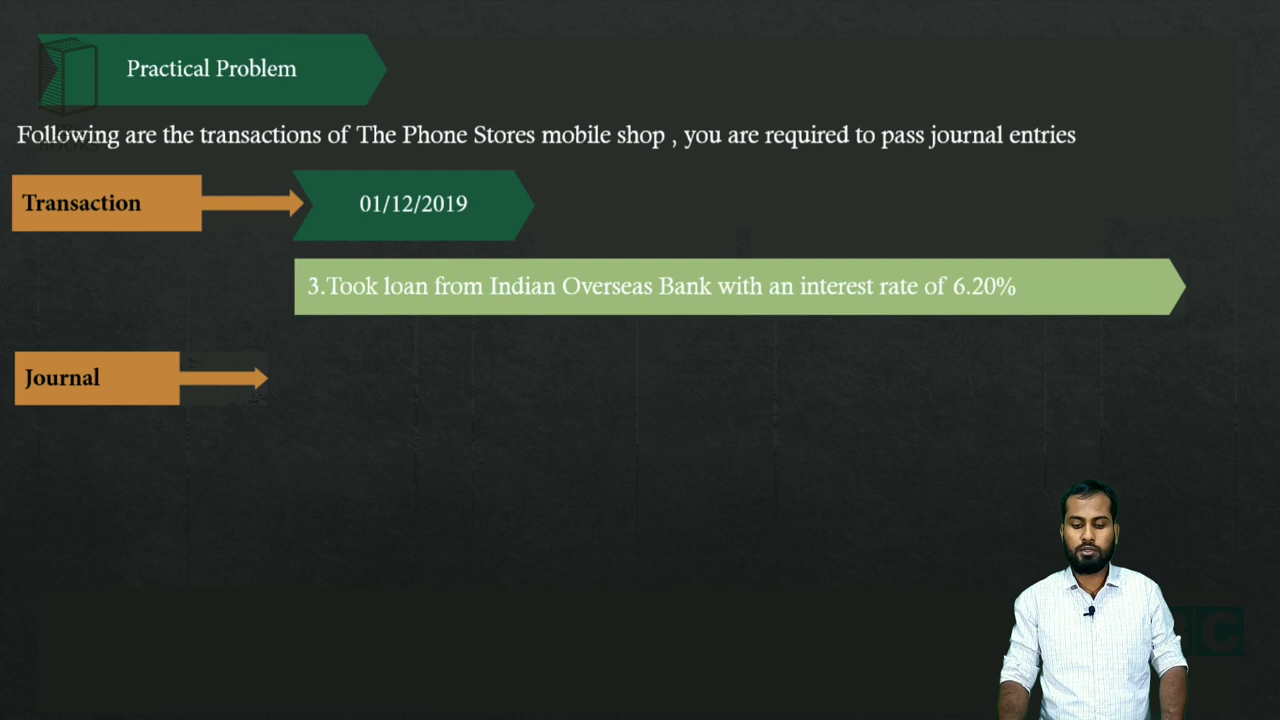 Practical Problem
Following are the transactions of The Phone Stores mobile shop , you are required to pass journal entries
Transaction
01/12/2019
3.Took loan from Indian Overseas Bank with an interest rate of 6.20%
Journal
C